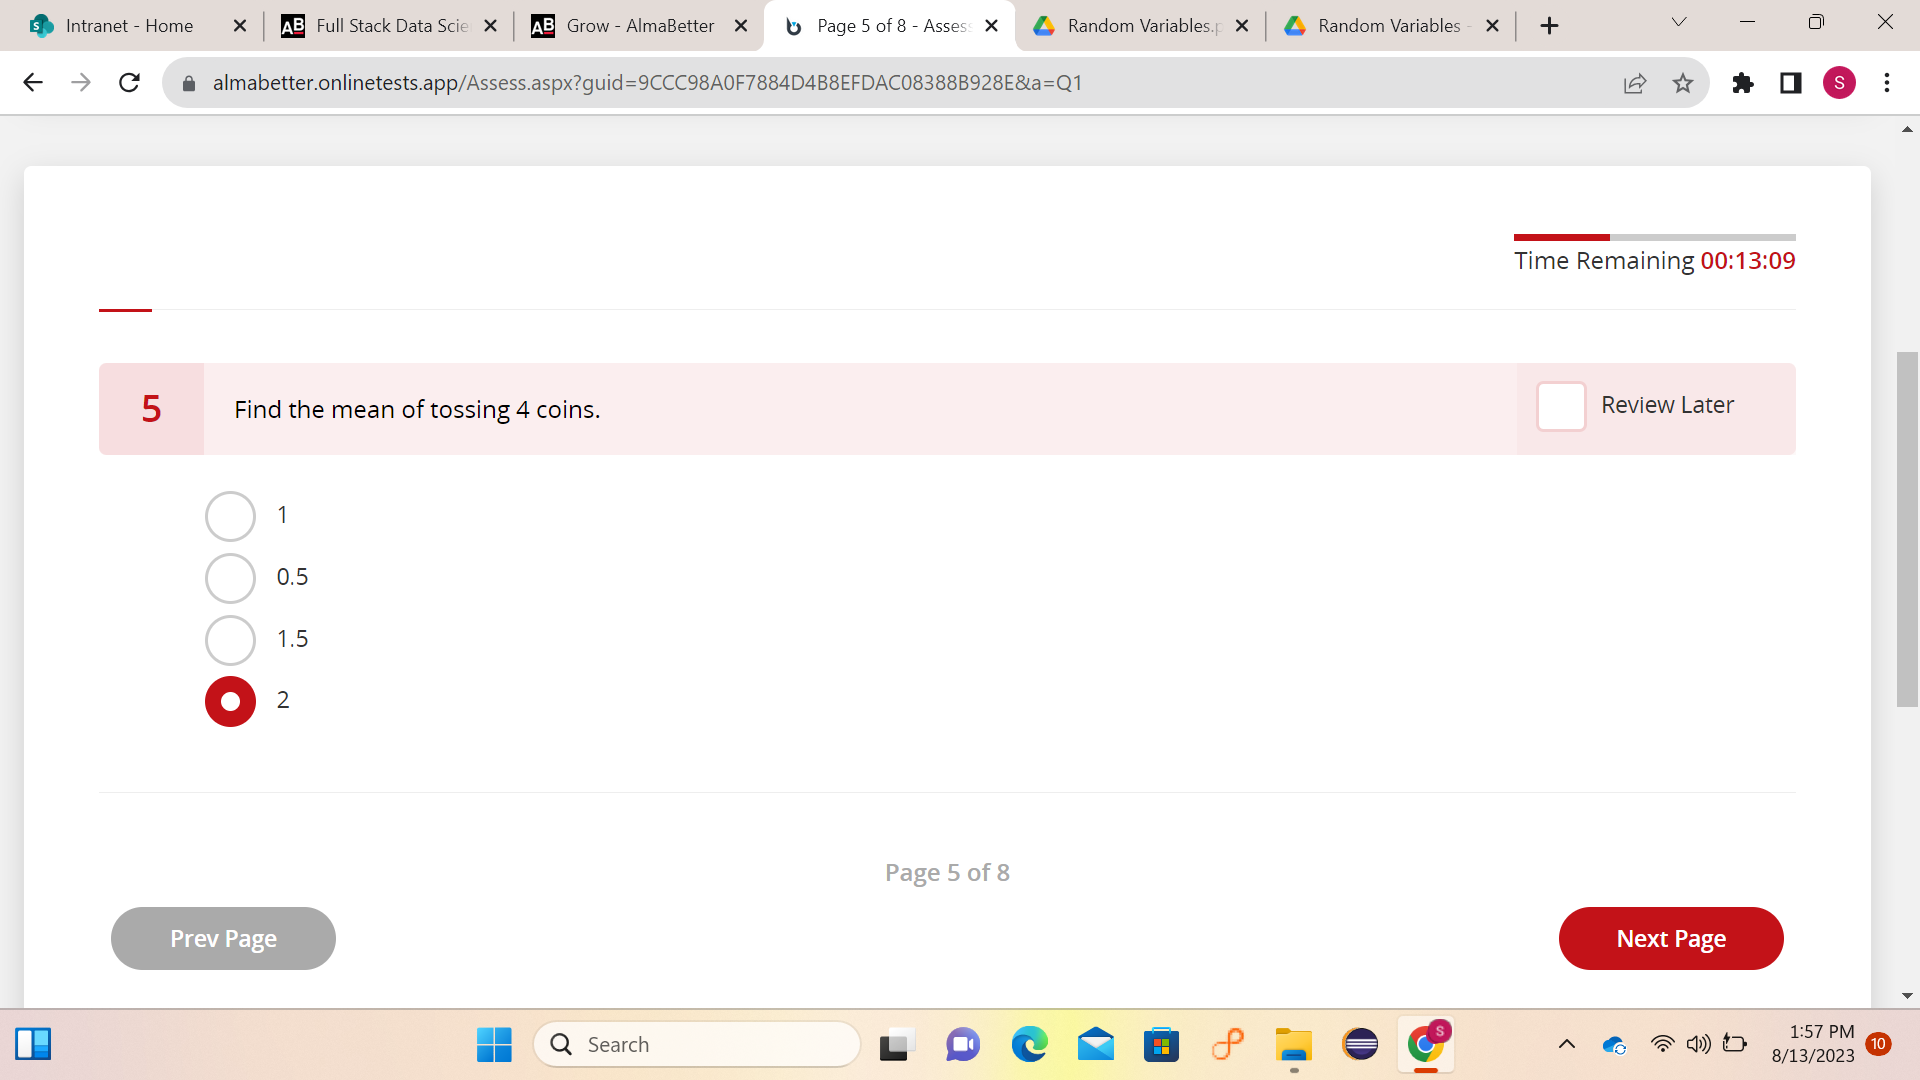 Intranet - Home
Full Stack Data Scie
Grow - AlmaBetter
Page 5 of 8 - Assess
Random Variables.p
Random Variables -
almabetter.onlinetests.app/Assess.aspx?guid=9CCC98A0F7884D4B8EFDAC08388B928E&a=Q1
S
Time Remaining 00:13:09
5
Find the mean of tossing 4 coins.
Review Later
1
0.5
1.5
2
Page 5 of 8
Prev Page
Next Page
Search
S
1:57 PM
8/13/2023
10